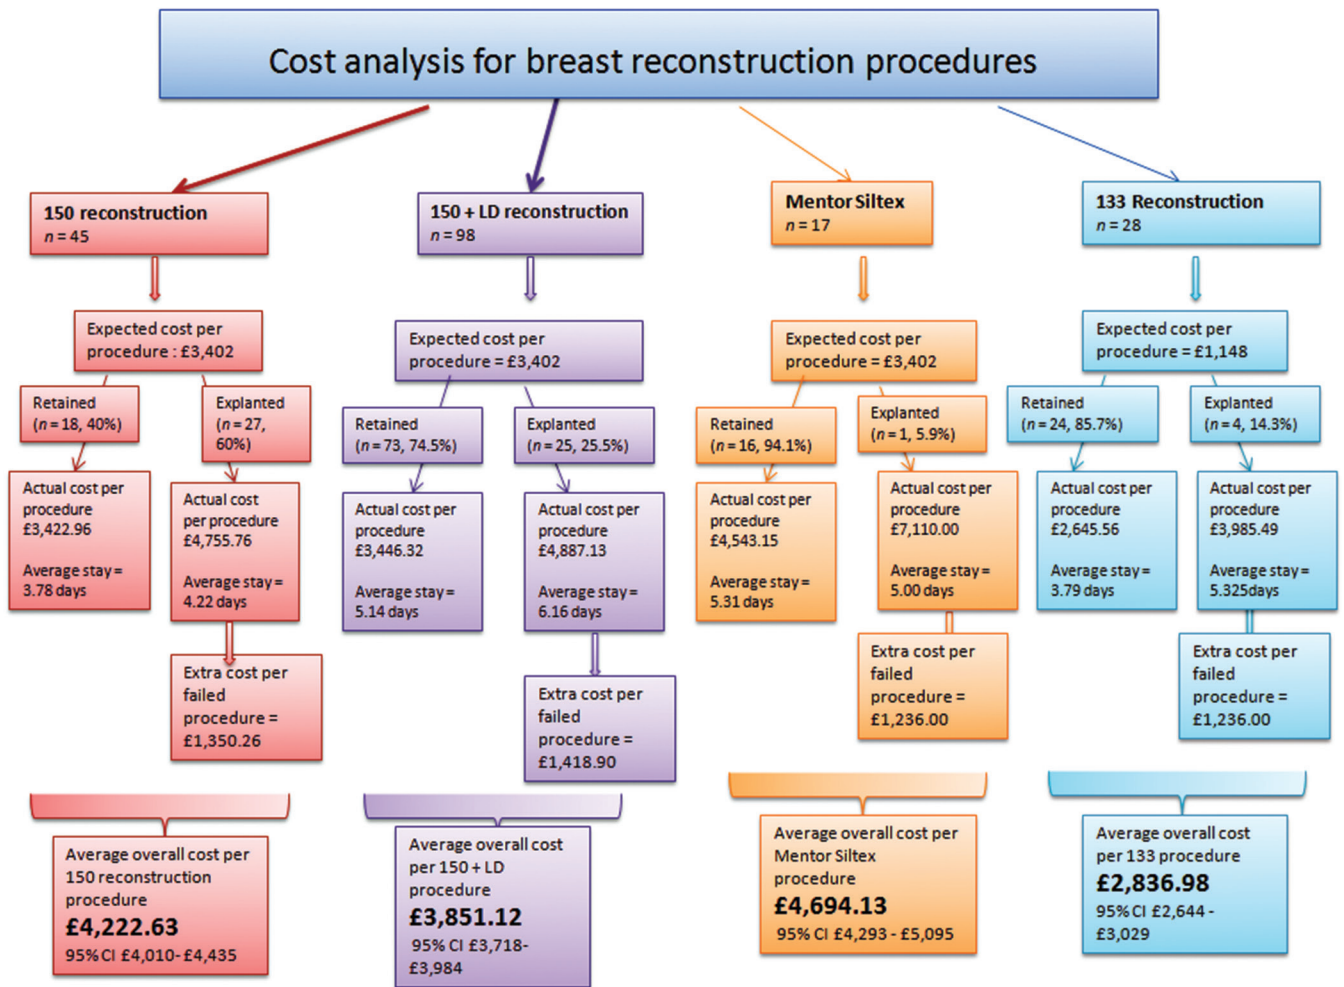 Cost analysis for breast reconstruction procedures
150 reconstruction
n = 45
Expected cost per
procedure : £3,402
Retained
(n = 18, 40%)
Explanted
(n = 27,
60%)
Actual cost per
procedure
£3,422.96
Average stay =
3.78 days
Actual cost
per procedure
£4,755.76
Average stay =
4.22 days
Extra cost per
failed
procedure =
£1,350.26
Average overall cost per
150 reconstruction
procedure
£4,222.63
95% CI £4,010- £4,435
150 + LD reconstruction
n = 98
Expected cost per
procedure = £3,402
Retained
(n = 73, 74.5%)
Explanted
(n = 25, 25.5%)
Actual cost per
procedure
£3,446.32
Average stay =
5.14 days
Actual cost per
procedure
£4,887.13
Average stay =
6.16 days
Extra cost per
failed
procedure =
£1,418.90
Average overall cost
per 150 + LD
procedure
£3,851.12
95% CI £3,718-
£3,984
Mentor Siltex
n = 17
Expected cost per
procedure = £3,402
Retained
(n = 16, 94.1%)
Explanted
(n = 1, 5.9%)
Actual cost per
procedure
£4,543.15
Average stay =
5.31 days
Actual cost per
procedure
£7,110.00
Average stay =
5.00 days
Extra cost per
failed
procedure =
£1,236.00
Average overall cost per
Mentor Siltex
procedure
£4,694.13
95% CI £4,293 - £5,095
133 Reconstruction
n = 28
Expected cost per
procedure = £1,148
Retained
(n = 24, 85.7%)
Explanted
(n = 4, 14.3%)
Actual cost per
procedure
£2,645.56
Average stay =
3.79 days
Actual cost per
procedure
£3,985.49
Average stay =
5.325days
Extra cost per
failed
procedure =
£1,236.00
Average overall cost
per 133 procedure
£2,836.98
95% CI £2,644 -
£3,029